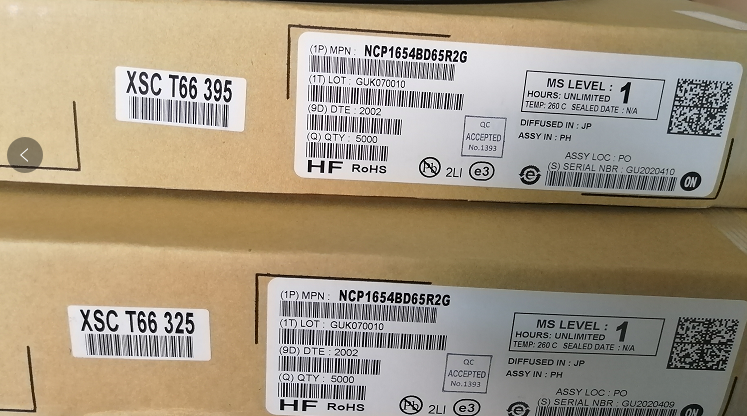 XSC T66 395
(1P) MPN : NCP1654BD65R2G
(1T) LOT : GUK070010
(9D) DTE : 2002
(Q) QTY : 5000
HF RoHS
QC
ACCEPTED
No.1393
Pb 2LI e3
MS LEVEL : 1
HOURS: UNLIMITED
TEMP: 260 C SEALED DATE : N/A
DIFFUSED IN : JP
ASSY IN : PH
ASSY LOC : PO
(S) SERIAL NBR : GU2020410
e
ON
XSC T66 325
(1P) MPN : NCP1654BD65R2G
(1T) LOT : GUK070010
(9D) DTE : 2002
(Q) QTY : 5000
HF RoHS
QC
ACCEPTED
No.1393
Pb 2LI e3
MS LEVEL : 1
HOURS: UNLIMITED
TEMP: 260 C SEALED DATE : N/A
DIFFUSED IN : JP
ASSY IN : PH
ASSY LOC : PO
(S) SERIAL NBR : GU2020409
ON